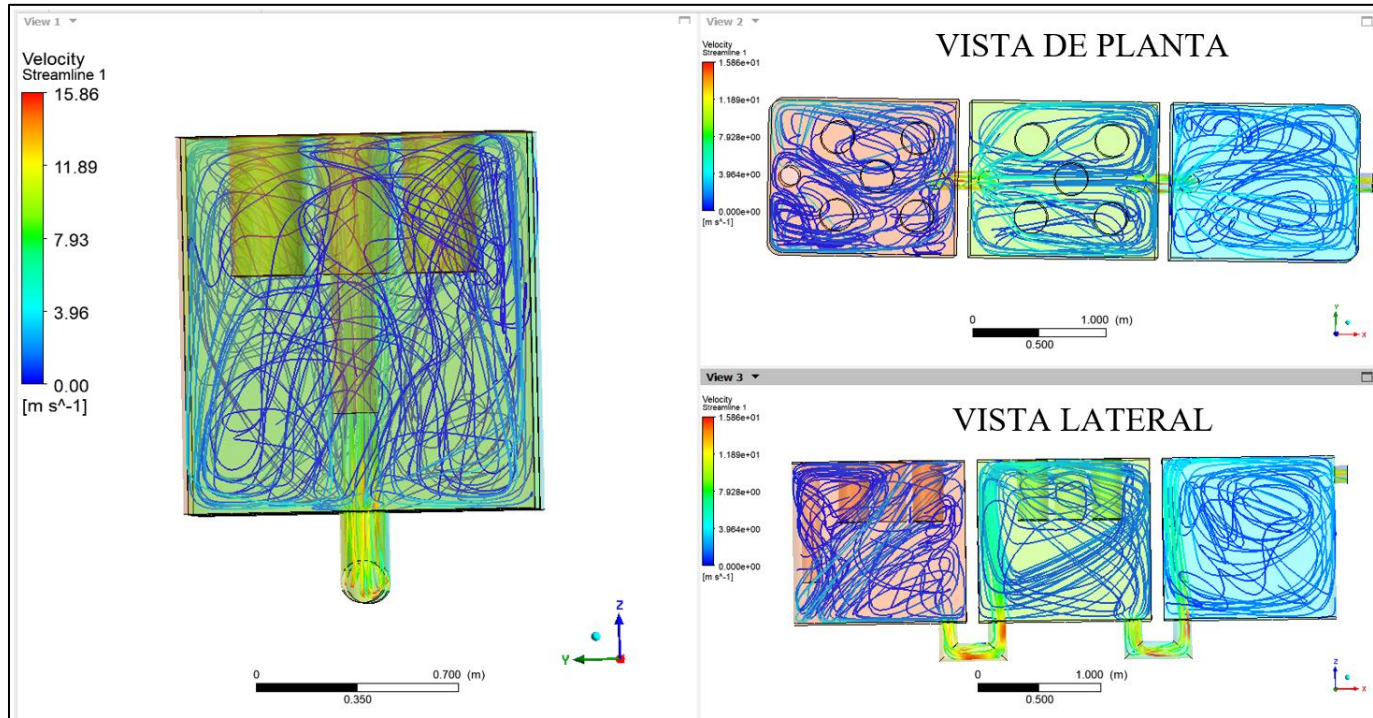 View 1
Velocity
Streamline 1
15.86
11.89
7.93
3.96
0.00
[m s^-1]
0 0.700 (m)
0.350
Z
Y
View 2
VISTA DE PLANTA
Velocity
Streamline 1
1.586e+01
1.189e+01
7.928e+00
3.964e+00
0.000e+00
[m s^-1]
0 1.000 (m)
0.500
Y
X
View 3
VISTA LATERAL
Velocity
Streamline 1
1.586e+01
1.189e+01
7.928e+00
3.964e+00
0.000e+00
[m s^-1]
0 1.000 (m)
0.500
Z
X